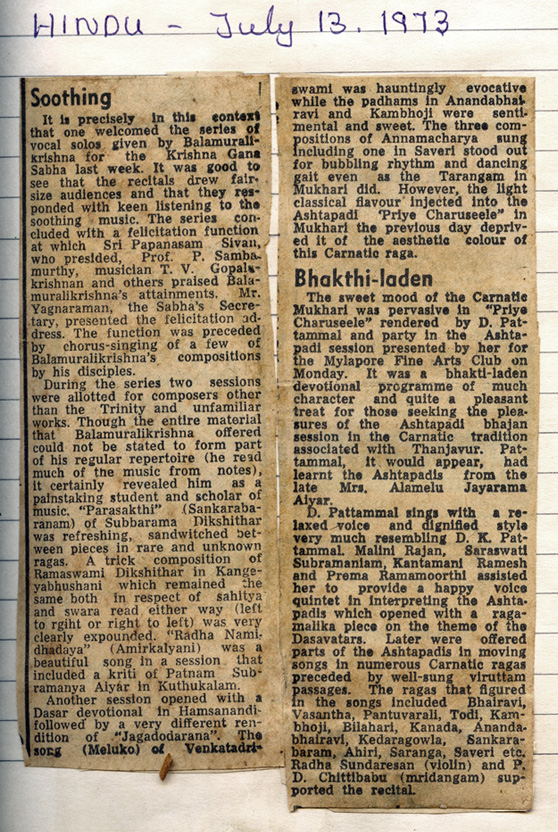 HINDU - July 13. 1973
Soothing
It is precisely in this context
that one welcomed the series of
vocal solos given by Balamurali-
krishna for the Krishna Gana
Sabha last week. It was good to
see that the recitals drew fair-
size audiences and that they res-
ponded with keen listening to the
soothing music. The series con-
cluded with a felicitation function
at which Sri Papanasam Sivan,
who presided, Prof. P. Samba-
murthy, musician T. V. Gopala-
krishnan and others praised Bala-
muralikrishna's attainments. Mr.
Yagnaraman, the Sabha's Secre-
tary, presented the felicitation ad-
dress. The function was preceded
by chorus-singing of a few of
Balamuralikrishna's compositions
by his disciples.
During the series two sessions
were allotted for composers other
than the Trinity and unfamiliar
works. Though the entire material
that Balamuralikrishna offered
could not be stated to form part
of his regular repertoire (he read
much of the music from notes),
it certainly revealed him as a
painstaking student and scholar of
music. "Parasakthi" (Sankaraba-
ranam) of Subbarama Dikshithar
was refreshing, sandwitched bet-
ween pieces in rare and unknown
ragas. A trick composition of
Ramaswami Dikshithar in Kange-
yabhushani which remained the
same both in respect of sahitya
and swara read either way (left
to rgiht or rignt to left) was very
clearly expounded. "Radha Nami-
dhadaya" (Amirkalyani) was a
beautiful song in a session that
included a kriti of Patnam Sub-
ramanya Aiyar in Kuthukalam.
Another session opened with a
Dasar devotional in Hamsanandi
followed by a very different ren-
dition of "Jagadodarana". The
song (Meluko) of Venkatadri-
swami was hauntingly evocative
while the padhams in Anandabhai-
ravi and Kambhoji were senti-
mental and sweet. The three com-
positions of Annamacharya sung
including one in Saveri stood out
for bubbling rhythm and dancing
gait even as the Tarangam in
Mukhari did. However, the light
classical flavour injected into the
Ashtapadi 'Priye Charuseele" in
Mukhari the previous day depriv-
ed it of the aesthetic colour of
this Carnatic raga.
Bhakthi-laden
The sweet mood of the Carnatic
Mukhari was pervasive in "Priye
Charuseele" rendered by D. Pat-
tammal and party in the Ashta-
padi session presented by her for
the Mylapore Fine Arts Club on
Monday. It was a bhakti-laden
devotional programme of much
character and quite a pleasant
treat for those seeking the plea-
sures of the Ashtapadi bhajan
session in the Carnatic tradition
associated with Thanjavur. Pat-
tammal, it would appear, had
learnt the Ashtapadis from the
late Mrs. Alamelu Jayarama
Aiyar.
D. Pattammal sings with a re-
laxed voice and dignified style
very much resembling D. K. Pat-
tammal. Malini Rajan, Saraswati
Subramaniam, Kantamani Ramesh
and Prema Ramamoorthi assisted
her to provide a happy voice
quintet in interpreting the Ashta-
padis which opened with a raga-
malika piece on the theme of the
Dasavatars. Later were offered
parts of the Ashtapadis in moving
songs in numerous Carnatic ragas
preceded by well-sung viruttam
passages. The ragas that figured
in the songs included Bhairavi,
Vasantha, Pantuvarali, Todi, Kam-
bhoji, Bilahari, Kanada, Ananda-
bhairavi, Kedaragowla, Sankara-
baram, Ahiri, Saranga, Saveri etc.
Radha Sundaresan (violin) and P.
D. Chittibabu (mridangam) sup-
ported the recital.